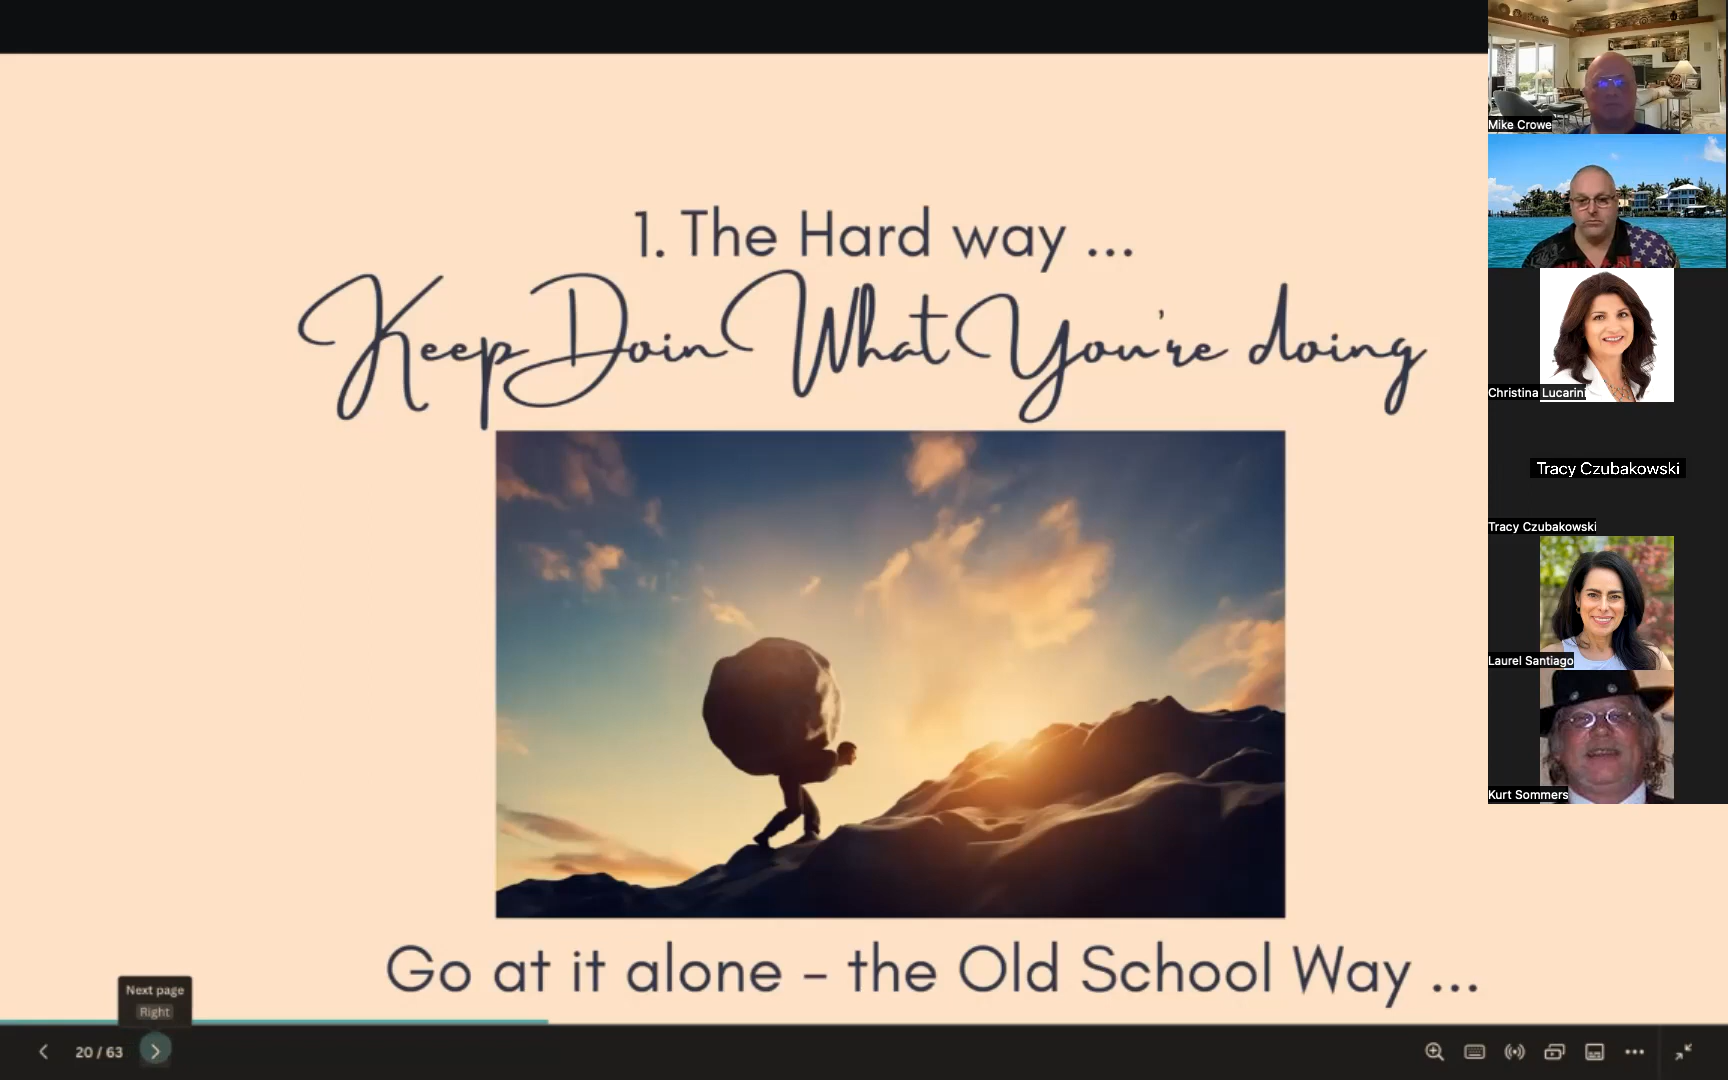 1. The Hard way ...
Keep Doin What You're doing
Go at it alone – the Old School Way ...
Next page
Right
20 / 63
Mike Crowe
Christina Lucarini
Tracy Czubakowski
Tracy Czubakowski
Laurel Santiago
Kurt Sommers